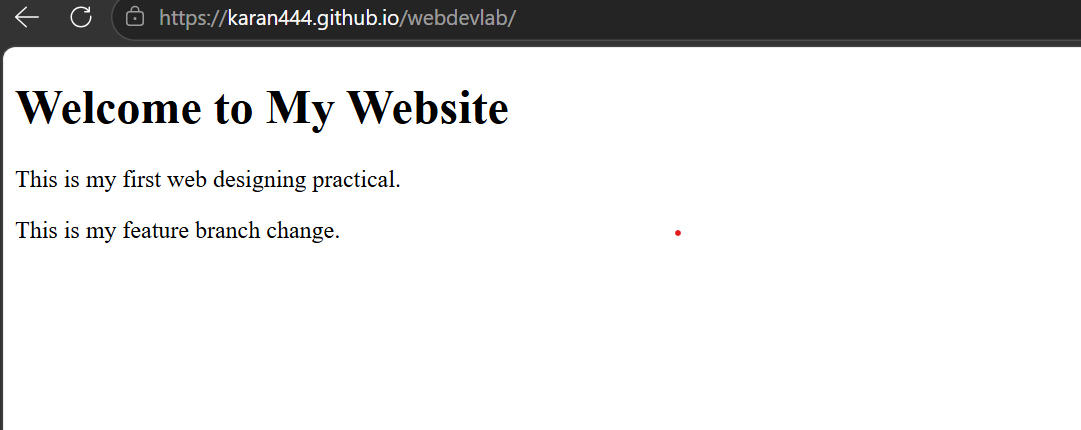 https://karan444.github.io/webdevlab/
Welcome to My Website
This is my first web designing practical.
This is my feature branch change.